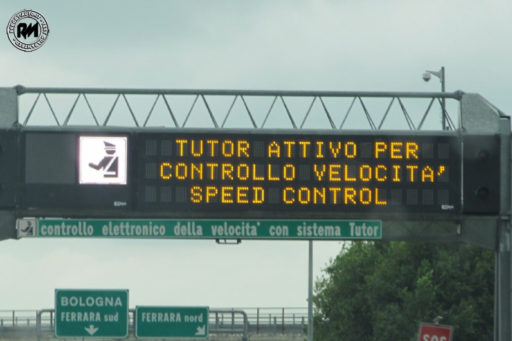 RM
TUTOR ATTIVO PER
CONTROLLO VELOCITA'
SPEED CONTROL
controllo elettronico della velocita' con sistema Tutor
BOLOGNA
FERRARA sud
FERRARA nord
SOS